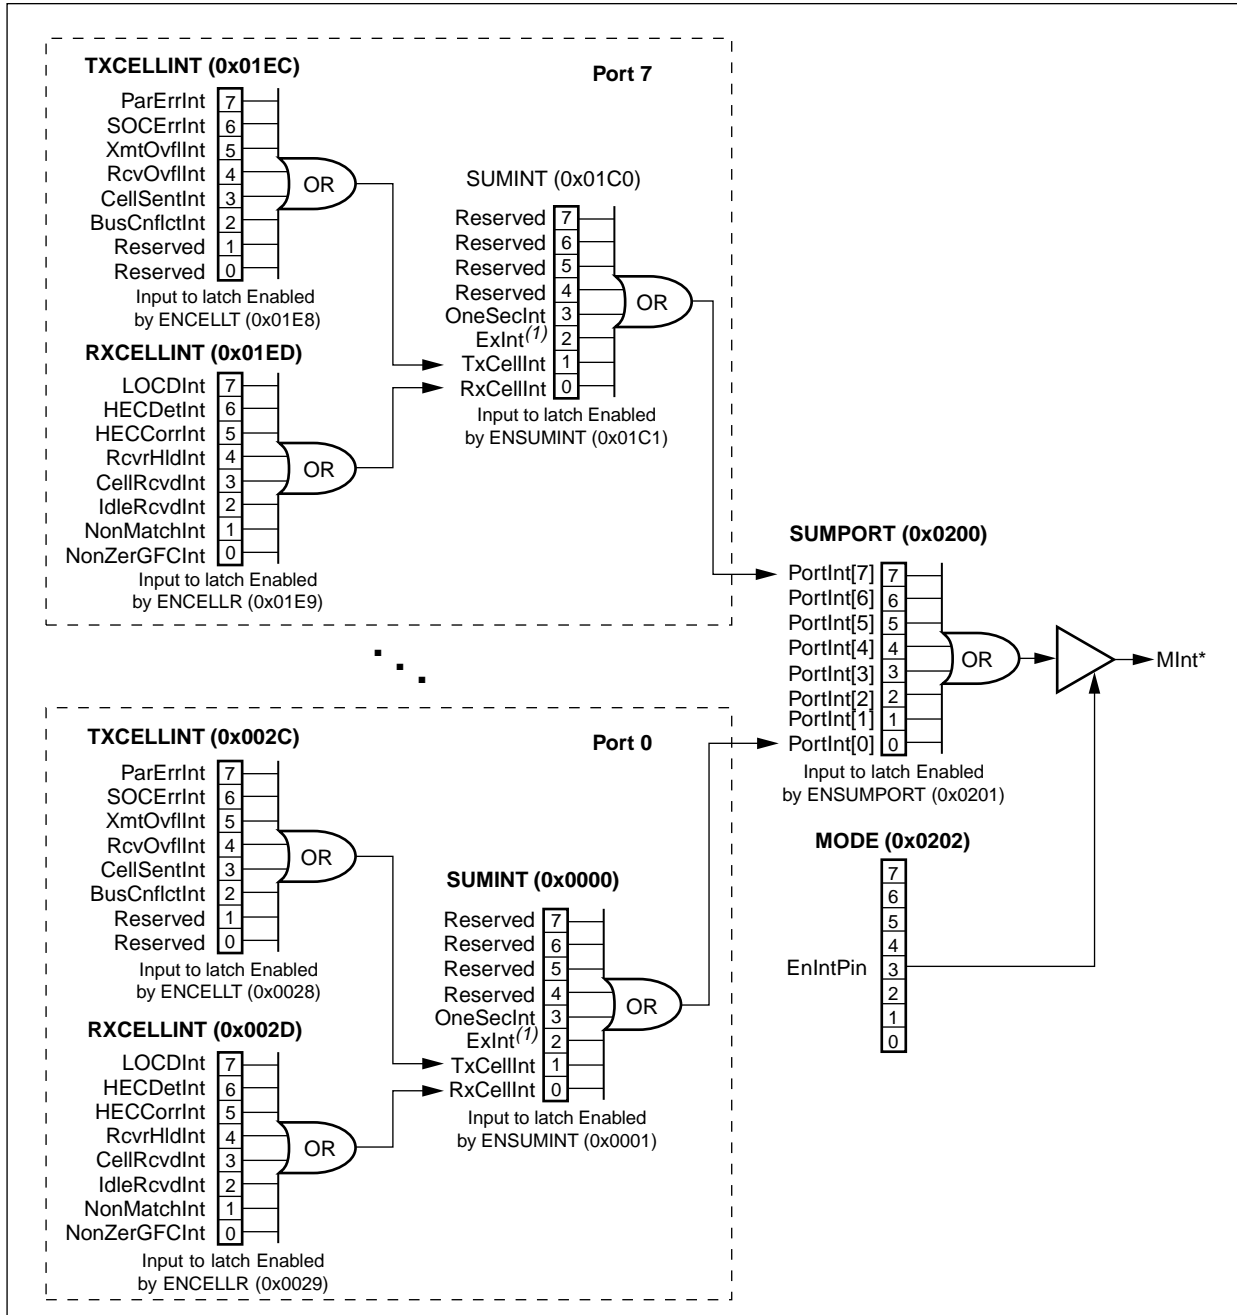 TXCELLINT (0x01EC)
Port 7
ParErrInt 7
SOCErrInt 6
XmtOvflInt 5
RcvOvflInt 4
CellSentInt 3
BusCnflctInt 2
Reserved 1
Reserved 0
OR
Input to latch Enabled
by ENCELLT (0x01E8)
RXCELLINT (0x01ED)
LOCDInt 7
HECDetInt 6
HECCorrInt 5
RcvrHldInt 4
CellRcvdInt 3
IdleRcvdInt 2
NonMatchInt 1
NonZerGFCInt 0
OR
Input to latch Enabled
by ENCELLR (0x01E9)
SUMINT (0x01C0)
Reserved 7
Reserved 6
Reserved 5
Reserved 4
OneSecInt 3
ExInt(1) 2
TxCellInt 1
RxCellInt 0
OR
Input to latch Enabled
by ENSUMINT (0x01C1)
SUMPORT (0x0200)
PortInt[7] 7
PortInt[6] 6
PortInt[5] 5
PortInt[4] 4
PortInt[3] 3
PortInt[2] 2
PortInt[1] 1
PortInt[0] 0
OR
MInt*
Input to latch Enabled
by ENSUMPORT (0x0201)
MODE (0x0202)
7
6
5
4
EnIntPin 3
2
1
0
TXCELLINT (0x002C)
Port 0
ParErrInt 7
SOCErrInt 6
XmtOvflInt 5
RcvOvflInt 4
CellSentInt 3
BusCnflctInt 2
Reserved 1
Reserved 0
OR
Input to latch Enabled
by ENCELLT (0x0028)
RXCELLINT (0x002D)
LOCDInt 7
HECDetInt 6
HECCorrInt 5
RcvrHldInt 4
CellRcvdInt 3
IdleRcvdInt 2
NonMatchInt 1
NonZerGFCInt 0
OR
Input to latch Enabled
by ENCELLR (0x0029)
SUMINT (0x0000)
Reserved 7
Reserved 6
Reserved 5
Reserved 4
OneSecInt 3
ExInt(1) 2
TxCellInt 1
RxCellInt 0
OR
Input to latch Enabled
by ENSUMINT (0x0001)